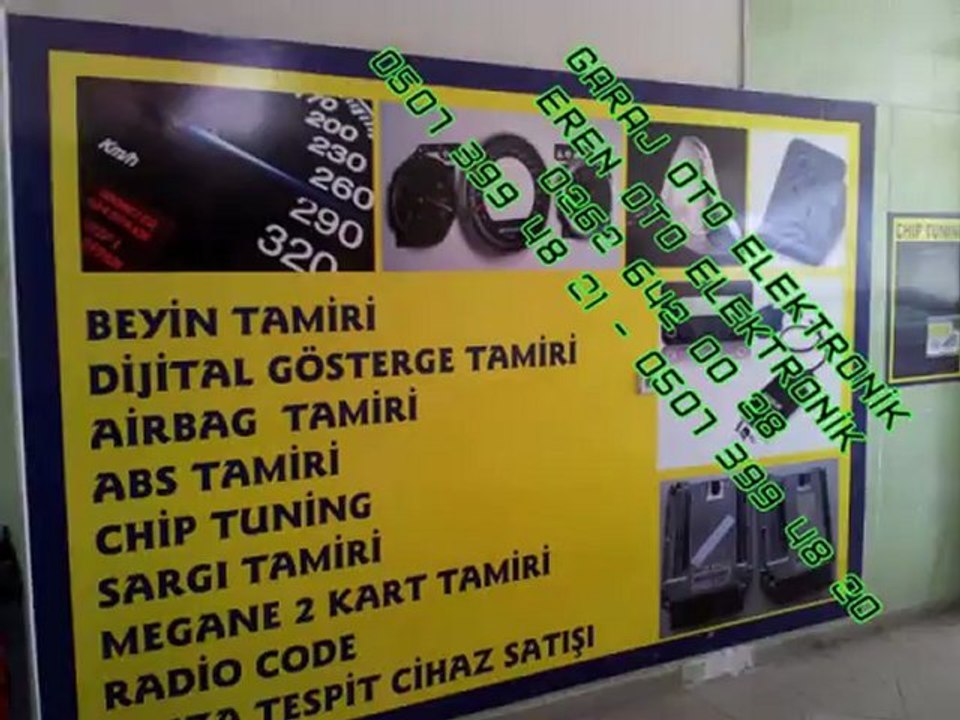 GARAJ OTO ELEKTRONİK
EREN OTO ELEKTRONİK
0262 642 00 28
0507 399 48 21 - 0507 399 48 20
Km/h
200
230
260
290
320
CHIP TUNING
BEYİN TAMİRİ
DİJİTAL GÖSTERGE TAMİRİ
AİRBAG TAMİRİ
ABS TAMİRİ
CHİP TUNİNG
SARGI TAMİRİ
MEGANE 2 KART TAMİRİ
RADİO CODE
TESPİT CİHAZ SATIŞI